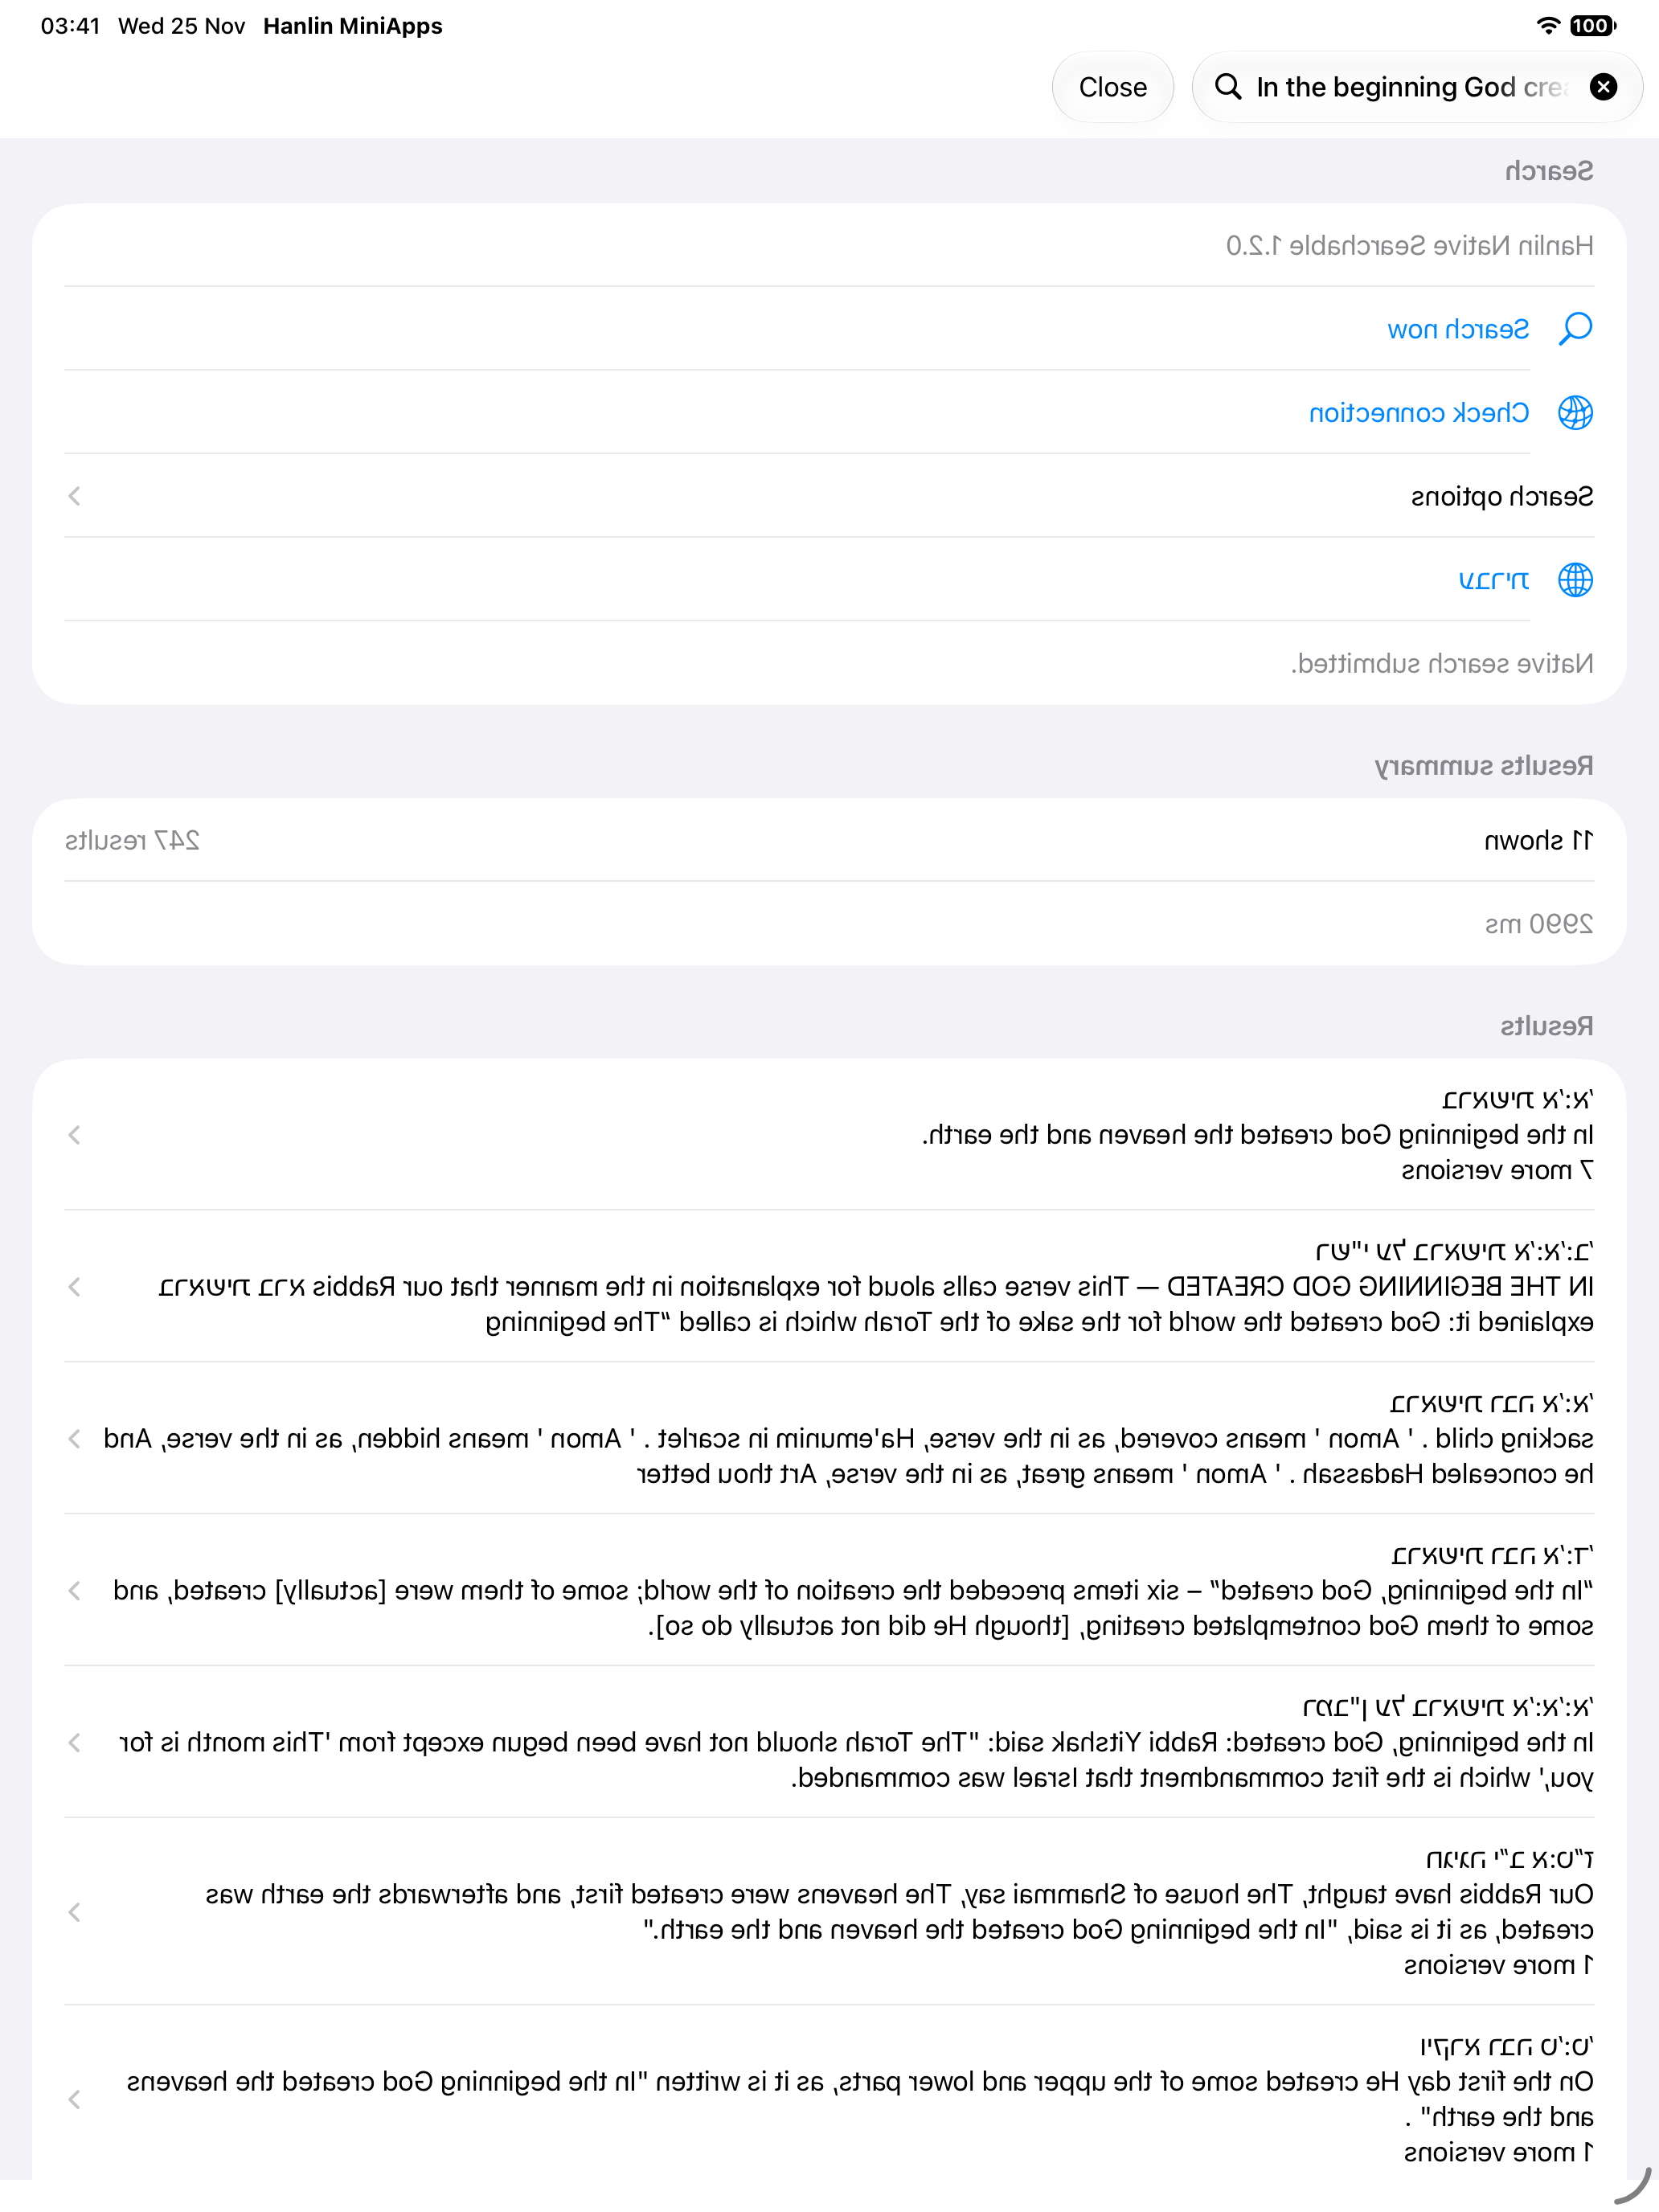 03:41 Wed 25 Nov Hanlin MiniApps
100
Close
In the beginning God crea
Search
Hanlin Native Searchable 1.2.0
Search now
Check connection
Search options
עברית
Native search submitted.
Results summary
11 shown
247 results
2990 ms
Results
בראשית א׳:א׳
In the beginning God created the heaven and the earth.
7 more versions
רש"י על בראשית א׳:א׳:ב׳
IN THE BEGINNING GOD CREATED — This verse calls aloud for explanation in the manner that our Rabbis בראשית ברא
explained it: God created the world for the sake of the Torah which is called “The beginning
בראשית רבה א׳:א׳
sacking child . ' Amon ' means covered, as in the verse, Ha'emunim in scarlet . ' Amon ' means hidden, as in the verse, And
he concealed Hadassah . ' Amon ' means great, as in the verse, Art thou better
בראשית רבה א׳:ד׳
“In the beginning, God created” – six items preceded the creation of the world; some of them were [actually] created, and
some of them God contemplated creating, [though He did not actually do so].
רמב"ן על בראשית א׳:א׳:א׳
In the beginning, God created: Rabbi Yitshak said: "The Torah should not have been begun except from 'This month is for
you,' which is the first commandment that Israel was commanded.
חגיגה י״ב א:ט״ז
Our Rabbis have taught, The house of Shammai say, The heavens were created first, and afterwards the earth was
created, as it is said, "In the beginning God created the heaven and the earth."
1 more versions
ויקרא רבה ט׳:ט׳
On the first day He created some of the upper and lower parts, as it is written "In the beginning God created the heavens
and the earth" .
1 more versions